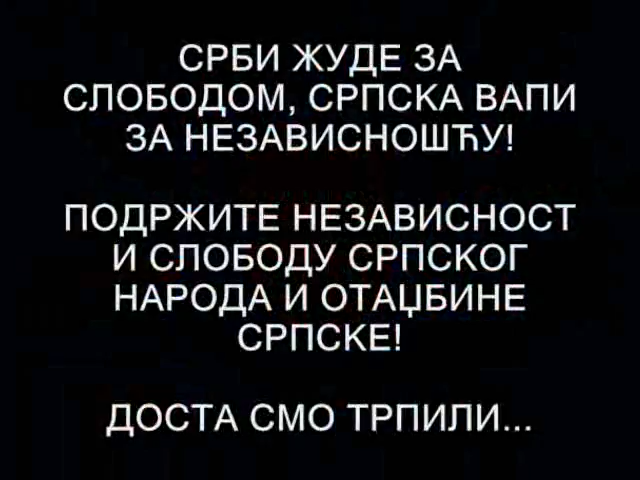 СРБИ ЖУДЕ ЗА
СЛОБОДОМ, СРПСКА ВАПИ
ЗА НЕЗАВИСНОШЋУ!
ПОДРЖИТЕ НЕЗАВИСНОСТ
И СЛОБОДУ СРПСКОГ
НАРОДА И ОТАЏБИНЕ
СРПСКЕ!
ДОСТА СМО ТРПИЛИ...